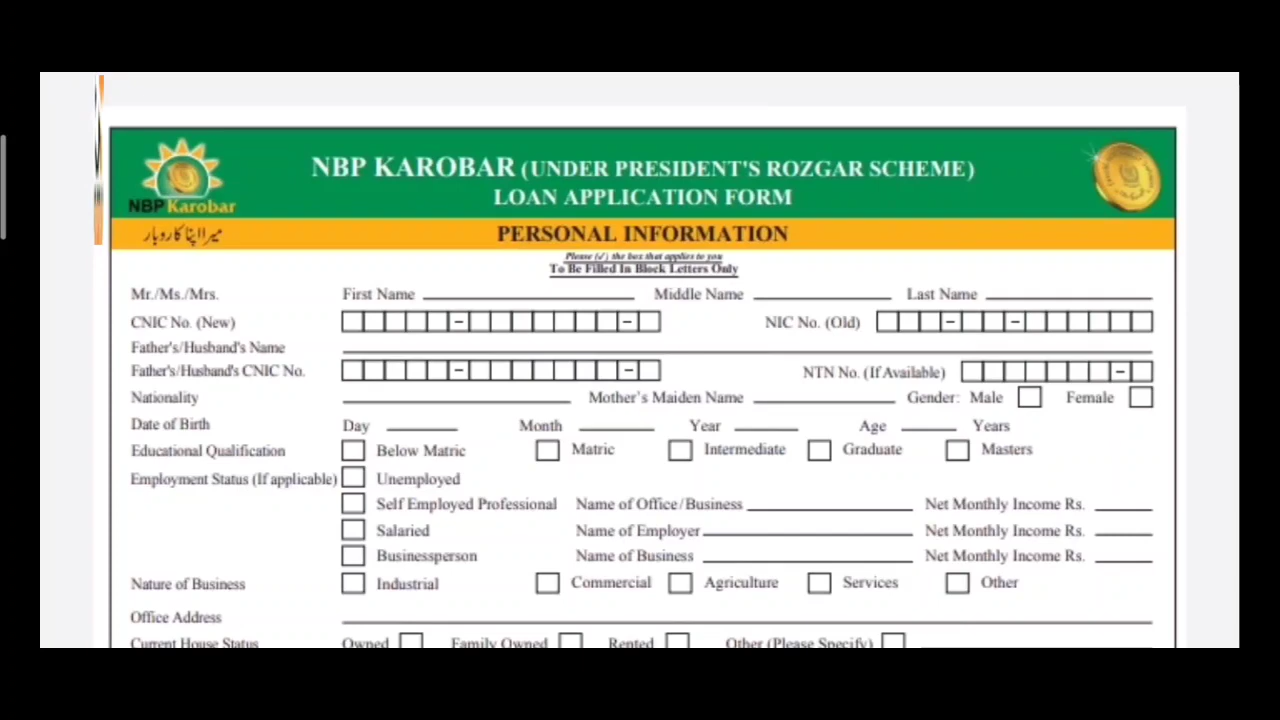 NBP KAROBAR (UNDER PRESIDENT'S ROZGAR SCHEME)
LOAN APPLICATION FORM
NBP Karobar
میرا اپنا کاروبار
PERSONAL INFORMATION
Please (✓) the box that applies to you
To Be Filled In Block Letters Only
Mr./Ms./Mrs. First Name Middle Name Last Name
CNIC No. (New) NIC No. (Old)
Father's/Husband's Name
Father's/Husband's CNIC No. NTN No. (If Available)
Nationality Mother's Maiden Name Gender: Male Female
Date of Birth Day Month Year Age Years
Educational Qualification Below Matric Matric Intermediate Graduate Masters
Employment Status (If applicable) Unemployed
Self Employed Professional Name of Office/Business Net Monthly Income Rs.
Salaried Name of Employer Net Monthly Income Rs.
Businessperson Name of Business Net Monthly Income Rs.
Nature of Business Industrial Commercial Agriculture Services Other
Office Address
Current House Status Owned Family Owned Rented Other (Please Specify)